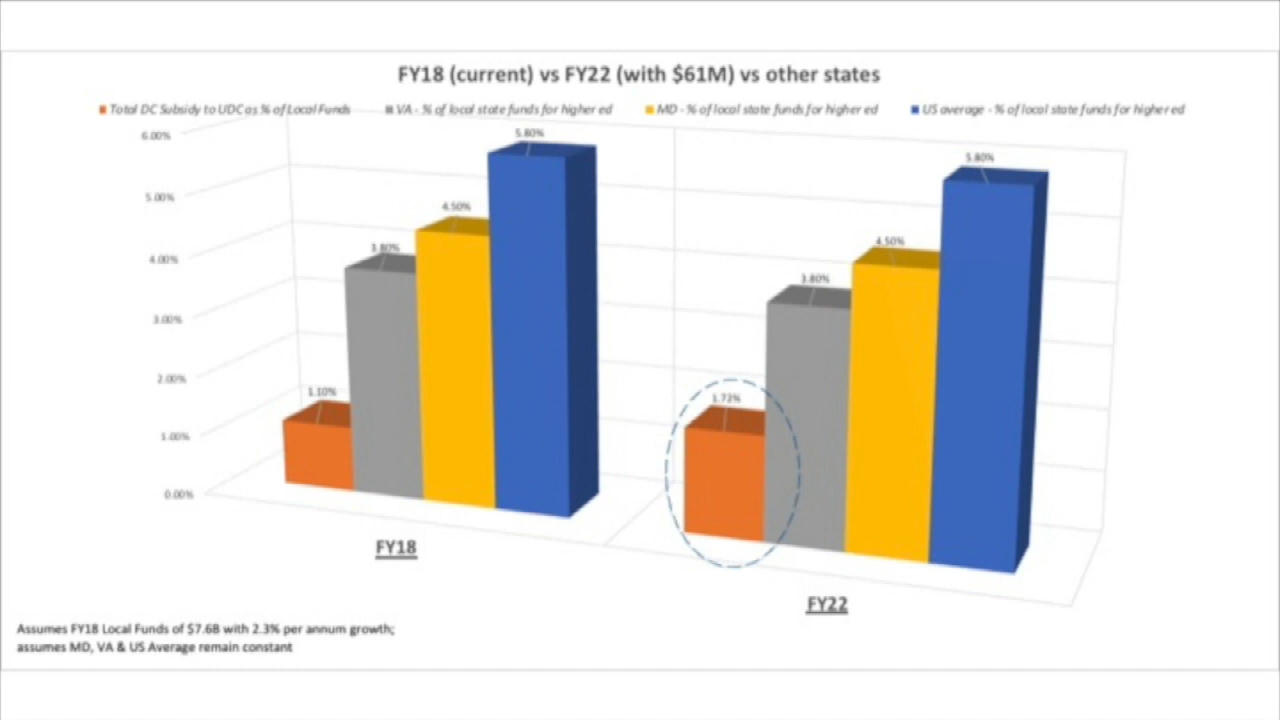 FY18 (current) vs FY22 (with $61M) vs other states
Total DC Subsidy to UDC as % of Local Funds
VA - % of local state funds for higher ed
MD - % of local state funds for higher ed
US average - % of local state funds for higher ed
6.00%
5.00%
4.00%
3.00%
2.00%
1.00%
0.00%
1.10%
3.80%
4.50%
5.80%
1.72%
3.80%
4.50%
5.80%
FY18
FY22
Assumes FY18 Local Funds of $7.6B with 2.3% per annum growth;
assumes MD, VA & US Average remain constant